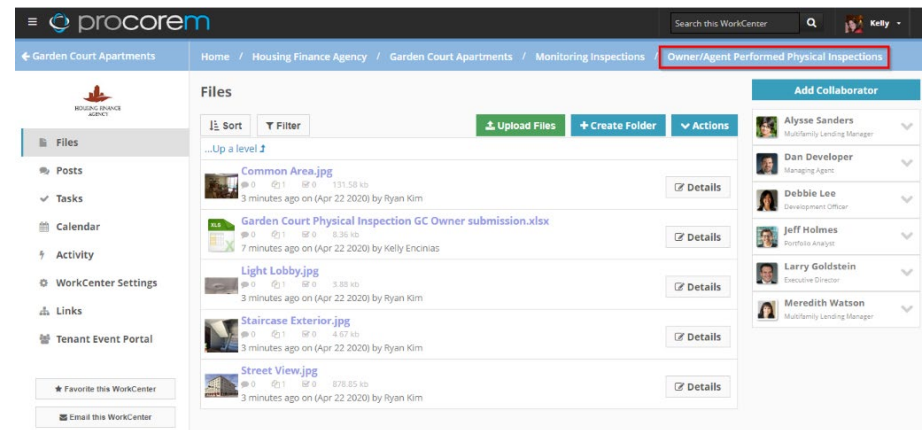 procorem
Search this WorkCenter
Kelly
Garden Court Apartments
Home / Housing Finance Agency / Garden Court Apartments / Monitoring Inspections / Owner/Agent Performed Physical Inspections
HOUSING FINANCE
AGENCY
Files
Posts
Tasks
Calendar
Activity
WorkCenter Settings
Links
Tenant Event Portal
Favorite this WorkCenter
Email this WorkCenter
Files
Sort Filter Upload Files + Create Folder Actions
...Up a level
Common Area.jpg
0 1 0 131.58 kb
3 minutes ago on (Apr 22 2020) by Ryan Kim
Details
XLS
Garden Court Physical Inspection GC Owner submission.xlsx
0 1 0 8.36 kb
7 minutes ago on (Apr 22 2020) by Kelly Encinias
Details
Light Lobby.jpg
0 1 0 3.88 kb
3 minutes ago on (Apr 22 2020) by Ryan Kim
Details
Staircase Exterior.jpg
0 1 0 4.67 kb
3 minutes ago on (Apr 22 2020) by Ryan Kim
Details
Street View.jpg
0 1 0 878.85 kb
3 minutes ago on (Apr 22 2020) by Ryan Kim
Details
Add Collaborator
Alysse Sanders
Multifamily Lending Manager
Dan Developer
Managing Agent
Debbie Lee
Development Officer
Jeff Holmes
Portfolio Analyst
Larry Goldstein
Executive Director
Meredith Watson
Multifamily Lending Manager